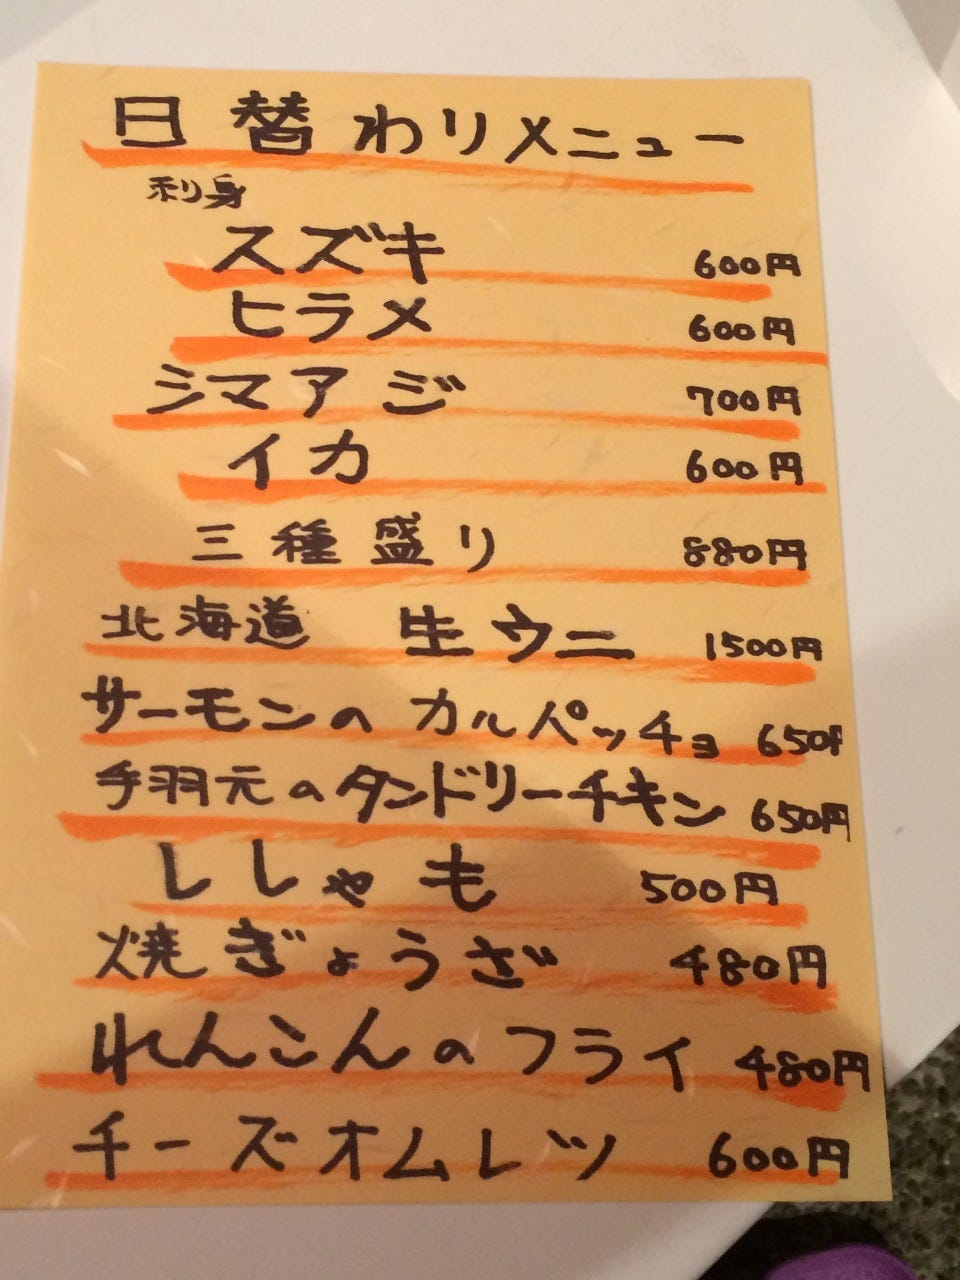 日替わりメニュー
刺身
スズキ 600円
ヒラメ 600円
シマアジ 700円
イカ 600円
三種盛り 880円
北海道 生ウニ 1500円
サーモンのカルパッチョ 650円
手羽元のタンドリーチキン 650円
ししゃも 500円
焼ぎょうざ 480円
れんこんのフライ 480円
チーズオムレツ 600円